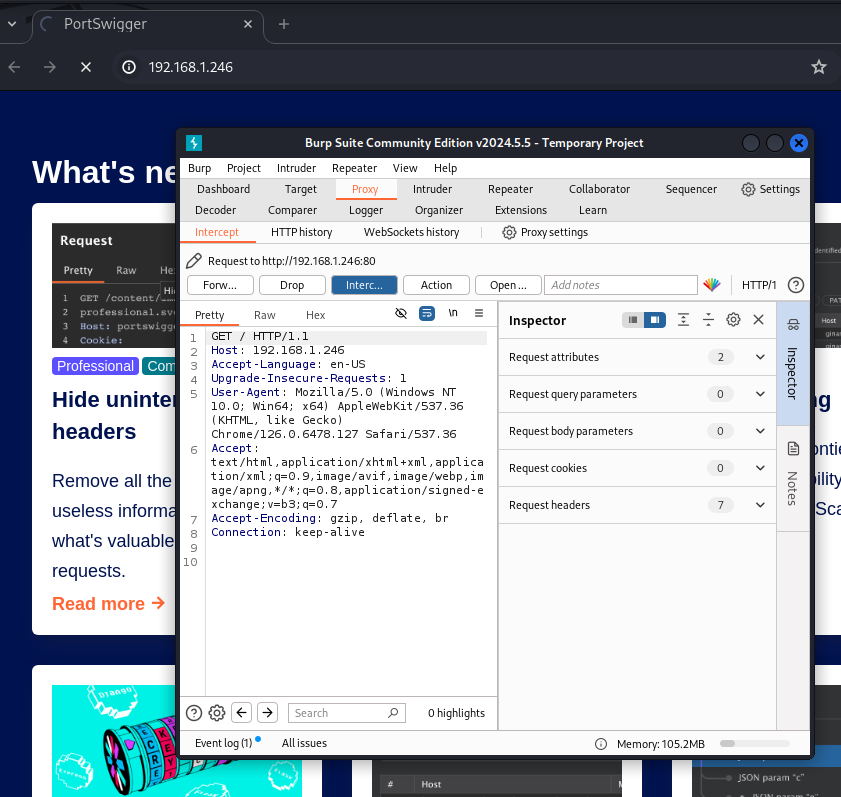 PortSwigger
192.168.1.246
What's ne
Burp Suite Community Edition v2024.5.5 - Temporary Project
Burp Project Intruder Repeater View Help
Dashboard Target Proxy Intruder Repeater Collaborator Sequencer Settings
Decoder Comparer Logger Organizer Extensions Learn
Intercept HTTP history WebSockets history Proxy settings
Request to http://192.168.1.246:80
Forw... Drop Interc... Action Open ... Add notes HTTP/1
Pretty Raw Hex \n
1 GET / HTTP/1.1
2 Host: 192.168.1.246
3 Accept-Language: en-US
4 Upgrade-Insecure-Requests: 1
5 User-Agent: Mozilla/5.0 (Windows NT
10.0; Win64; x64) AppleWebKit/537.36
(KHTML, like Gecko)
Chrome/126.0.6478.127 Safari/537.36
6 Accept:
text/html,application/xhtml+xml,applica
tion/xml;q=0.9,image/avif,image/webp,im
age/apng,*/*;q=0.8,application/signed-e
xchange;v=b3;q=0.7
7 Accept-Encoding: gzip, deflate, br
8 Connection: keep-alive
9
10
Inspector
Request attributes 2
Request query parameters 0
Request body parameters 0
Request cookies 0
Request headers 7
Inspector
Notes
Search 0 highlights
Event log (1) All issues Memory: 105.2MB
Request
Pretty Raw He
Hi
1 GET /content/
2 professional.sv
3 Host: portswigge
4 Cookie:
Professional Com
Hide uninter
headers
Remove all the
useless informa
what's valuable
requests.
Read more
dentified
PAT
Host
gina
gina
ng
ontie
bility
Sca
Django
# Host
JSON param "c"